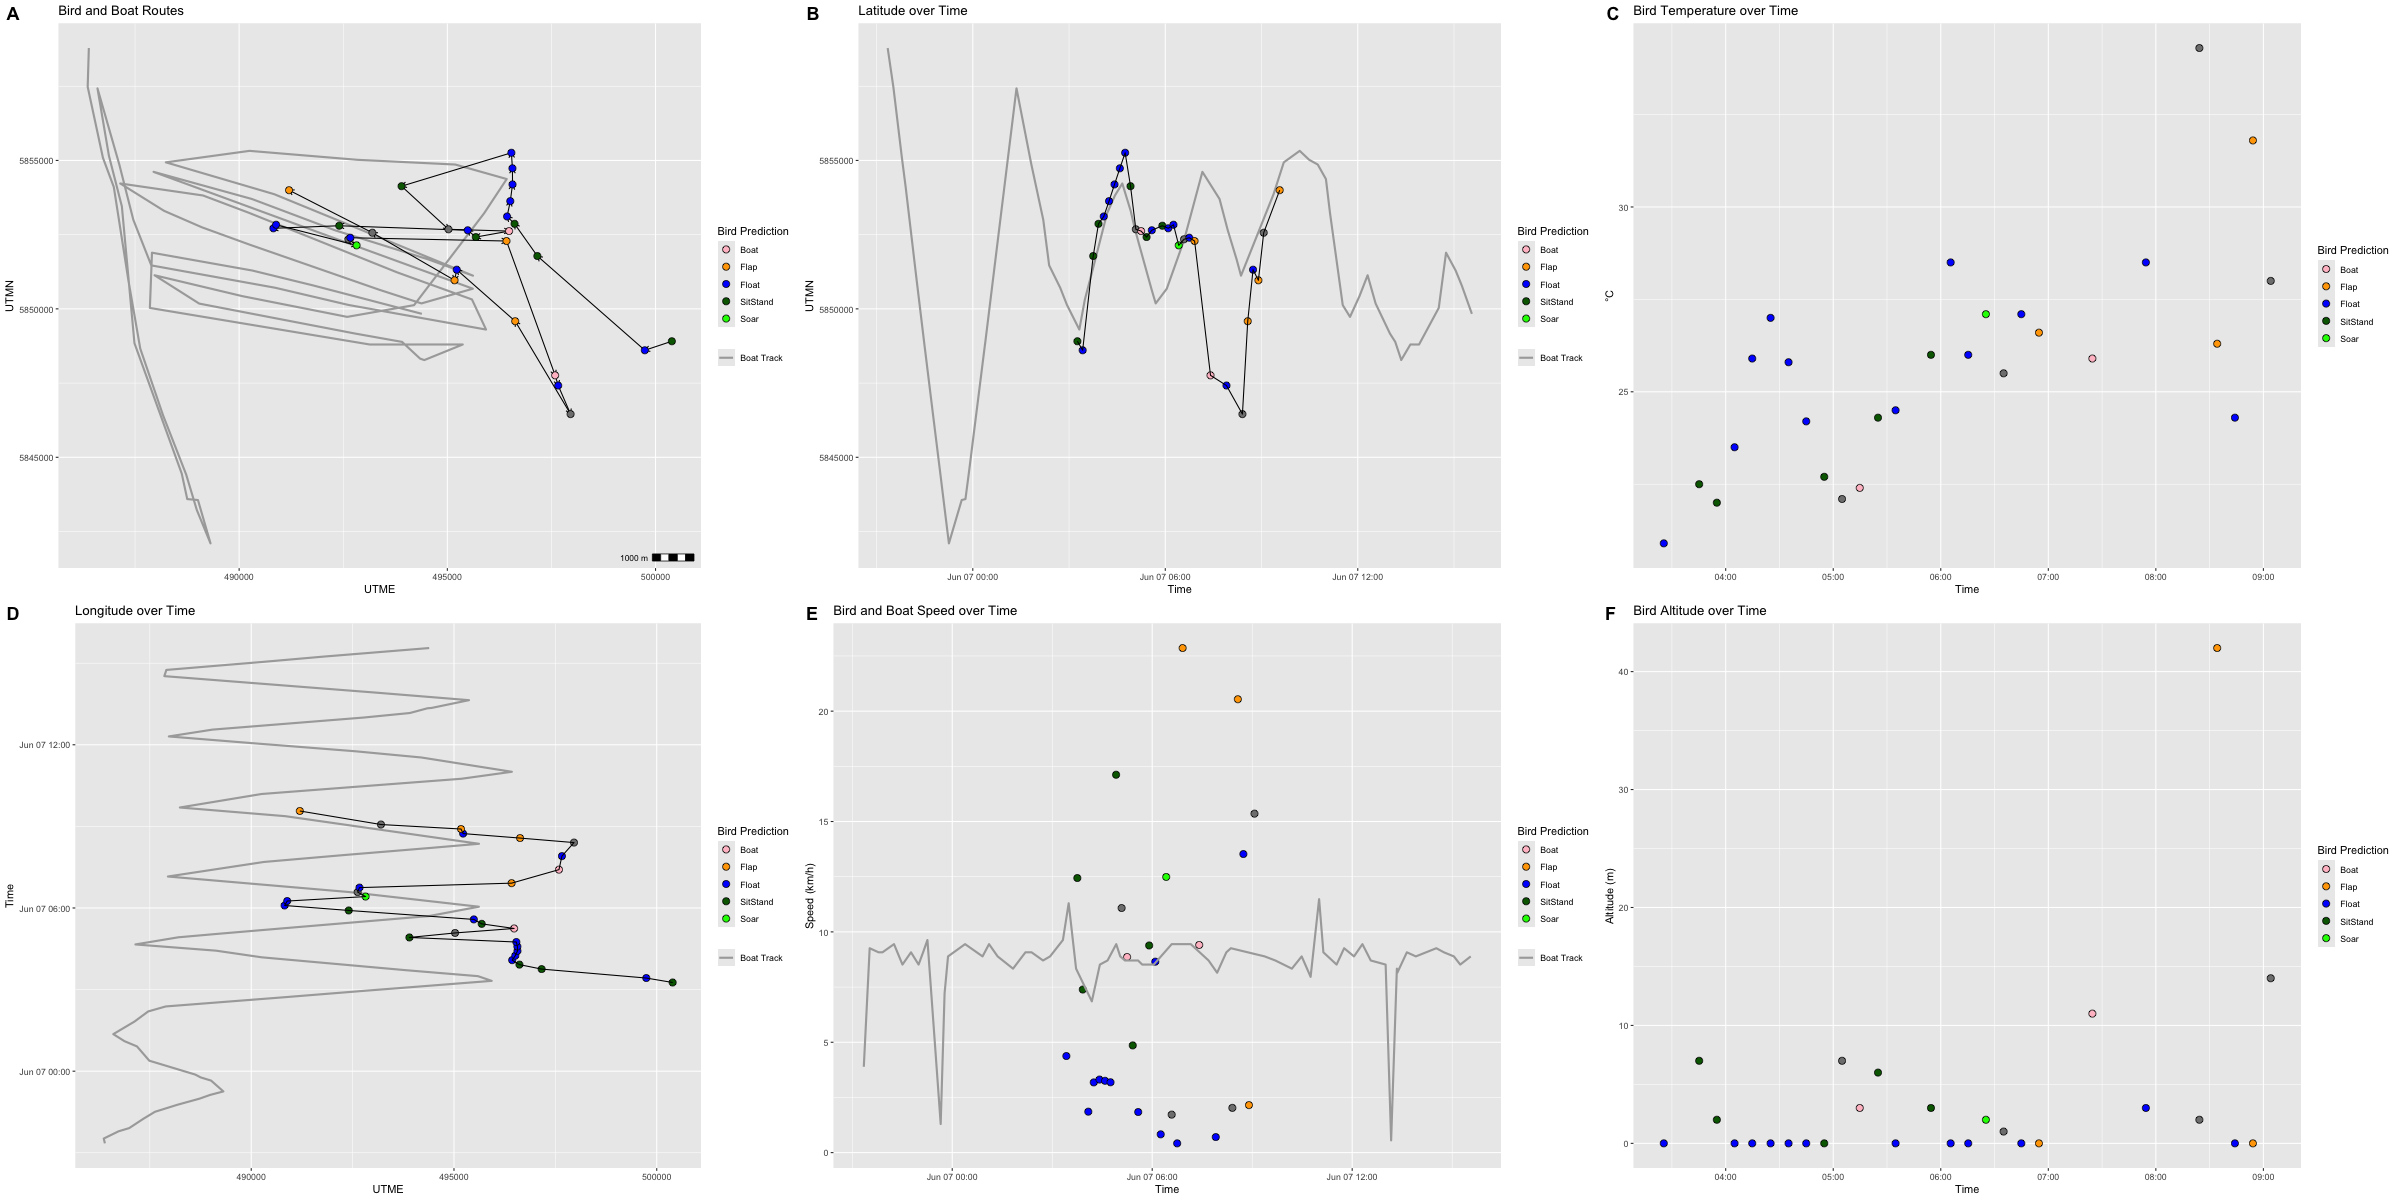 A Bird and Boat Routes
UTMN
5855000
5850000
5845000
490000 495000 500000
UTME
1000 m
Bird Prediction
Boat
Flap
Float
SitStand
Soar
Boat Track
B Latitude over Time
UTMN
5855000
5850000
5845000
Jun 07 00:00 Jun 07 06:00 Jun 07 12:00
Time
Bird Prediction
Boat
Flap
Float
SitStand
Soar
Boat Track
C Bird Temperature over Time
°C
30
25
04:00 05:00 06:00 07:00 08:00 09:00
Time
Bird Prediction
Boat
Flap
Float
SitStand
Soar
D Longitude over Time
Time
Jun 07 12:00
Jun 07 06:00
Jun 07 00:00
490000 495000 500000
UTME
Bird Prediction
Boat
Flap
Float
SitStand
Soar
Boat Track
E Bird and Boat Speed over Time
Speed (km/h)
20
15
10
5
0
Jun 07 00:00 Jun 07 06:00 Jun 07 12:00
Time
Bird Prediction
Boat
Flap
Float
SitStand
Soar
Boat Track
F Bird Altitude over Time
Altitude (m)
40
30
20
10
0
04:00 05:00 06:00 07:00 08:00 09:00
Time
Bird Prediction
Boat
Flap
Float
SitStand
Soar